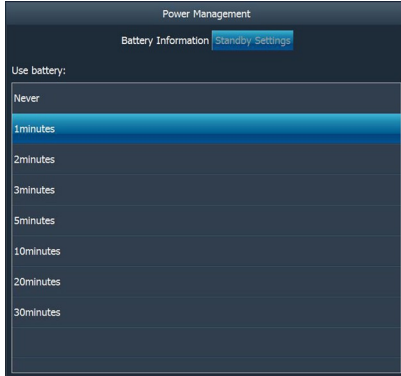 Power Management
Battery Information Standby Settings
Use battery:
Never
1minutes
2minutes
3minutes
5minutes
10minutes
20minutes
30minutes